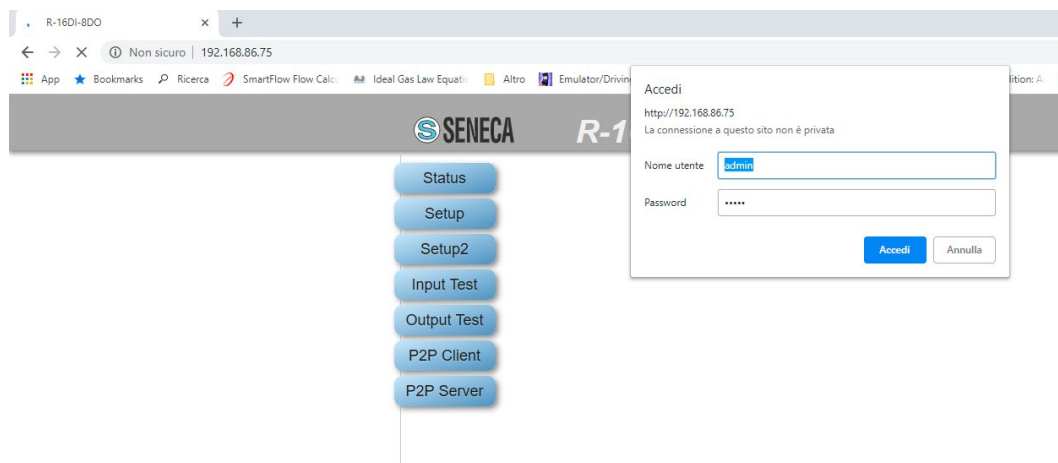 R-16DI-8DO
Non sicuro | 192.168.86.75
App Bookmarks Ricerca SmartFlow Flow Calc Ideal Gas Law Equatic Altro Emulator/Driving
SENECA R-1
Accedi
http://192.168.86.75
La connessione a questo sito non è privata
Nome utente admin
Password •••••
Accedi Annulla
Status
Setup
Setup2
Input Test
Output Test
P2P Client
P2P Server